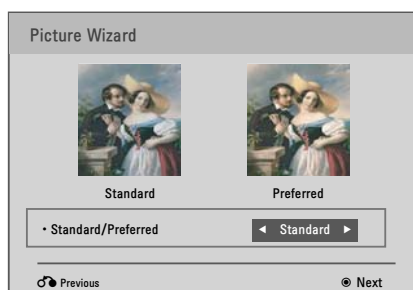 Picture Wizard
Standard Preferred
• Standard/Preferred ◄ Standard ►
Previous ◉ Next